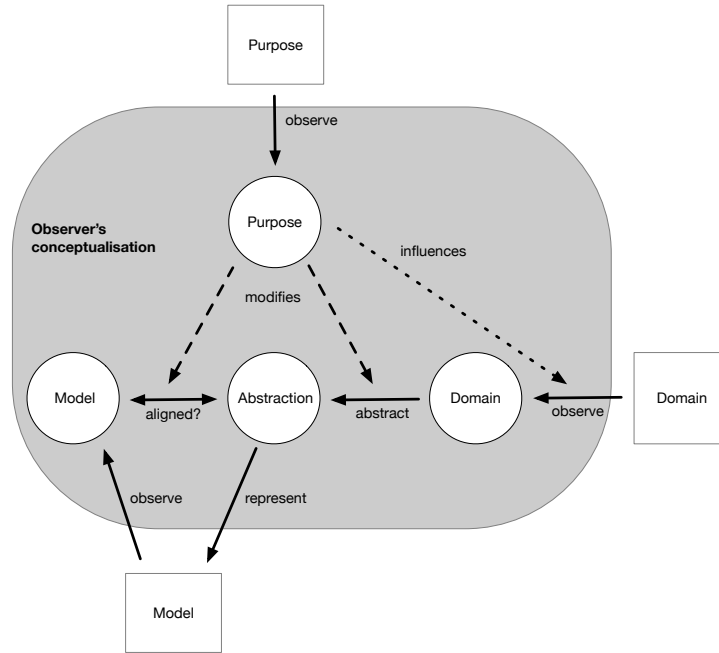 Purpose
observe
Purpose
Observer's
conceptualisation
influences
modifies
Model
aligned?
Abstraction
abstract
Domain
observe
Domain
observe
represent
Model